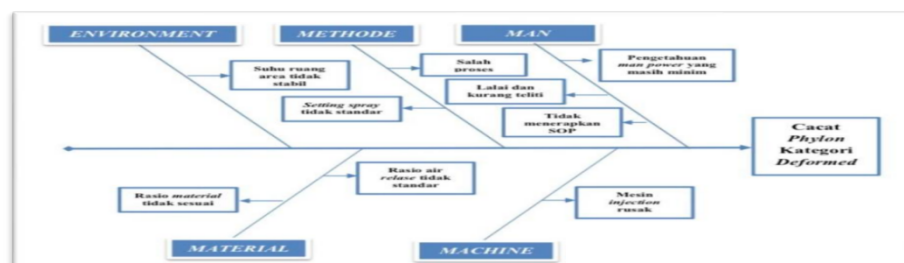 ENVIRONMENT
METHODE
MAN
Suhu ruang
area tidak
stabil
Setting spray
tidak standar
Salah
proses
Lalai dan
kurang teliti
Tidak
menerapkan
SOP
Pengetahuan
man power yang
masih minim
Cacat
Phylon
Kategori
Deformed
Rasio material
tidak sesuai
Rasio air
relase tidak
standar
Mesin
injection
rusak
MATERIAL
MACHINE